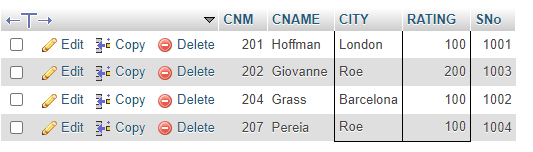 CNM CNAME CITY RATING SNo
Edit Copy Delete 201 Hoffman London 100 1001
Edit Copy Delete 202 Giovanne Roe 200 1003
Edit Copy Delete 204 Grass Barcelona 100 1002
Edit Copy Delete 207 Pereia Roe 100 1004